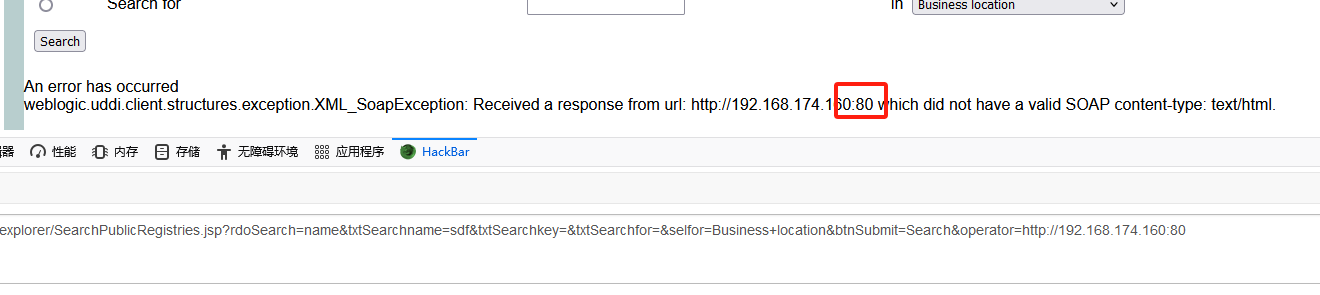 Search for
in
Business location
Search
An error has occurred
weblogic.uddi.client.structures.exception.XML_SoapException: Received a response from url: http://192.168.174.160:80 which did not have a valid SOAP content-type: text/html.
器 性能 内存 存储 无障碍环境 应用程序 HackBar
explorer/SearchPublicRegistries.jsp?rdoSearch=name&txtSearchname=sdf&txtSearchkey=&txtSearchfor=&selfor=Business+location&btnSubmit=Search&operator=http://192.168.174.160:80